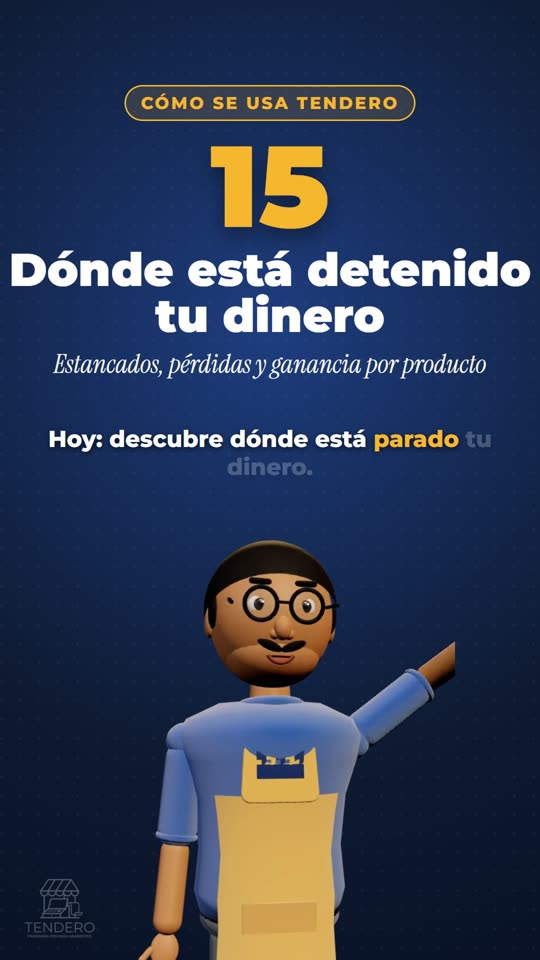 CÓMO SE USA TENDERO
15
Dónde está detenido
tu dinero
Estancados, pérdidas y ganancia por producto
Hoy: descubre dónde está parado tu
dinero.
TENDERO